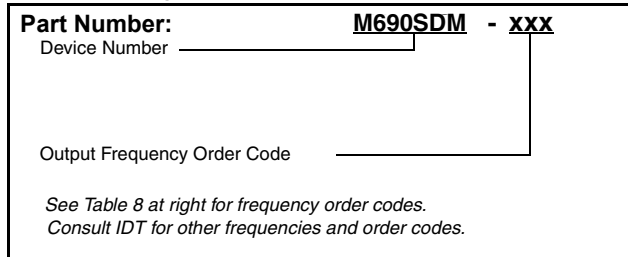 Part Number: M690SDM - xxx
Device Number
Output Frequency Order Code
See Table 8 at right for frequency order codes.
Consult IDT for other frequencies and order codes.